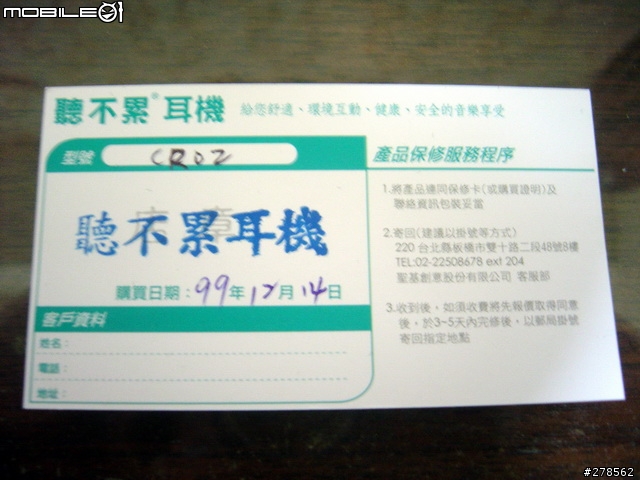 MOBILE01
聽不累®耳機 給您舒適、環境互動、健康、安全的音樂享受
型號 CR02
店章
聽不累耳機
購買日期：99年12月14日
客戶資料
姓名：
電話：
地址：
產品保修服務程序
1.將產品連同保修卡(或購買證明)及
聯絡資訊包裝妥當
2.寄回(建議以掛號等方式)
220 台北縣板橋市雙十路二段48號8樓
TEL:02-22508678 ext 204
聖基創意股份有限公司 客服部
3.收到後，如須收費將先報價取得同意
後，於3~5天內完修後，以郵局掛號
寄回指定地點
#278562